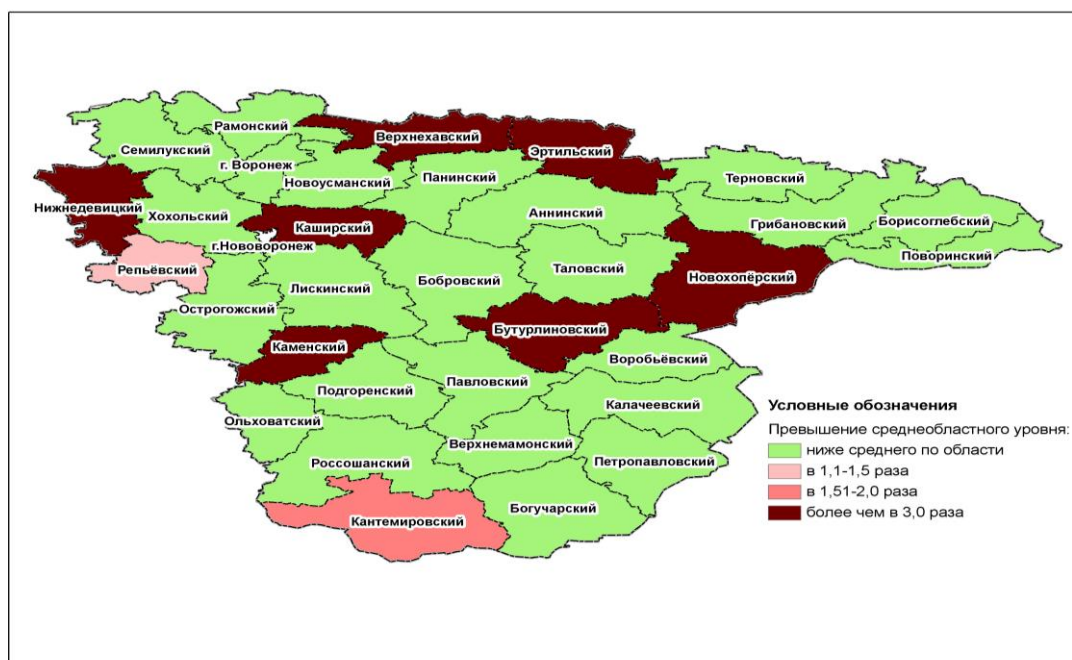 Рамонский
Верхнехавский
Семилукский
Эртильский
г. Воронеж
Новоусманский
Панинский
Терновский
Нижнедевицкий
Хохольский
Каширский
Аннинский
Грибановский
Борисоглебский
г.Нововоронеж
Поворинский
Репьёвский
Бобровский
Таловский
Новохопёрский
Лискинский
Острогожский
Бутурлиновский
Каменский
Воробьёвский
Павловский
Подгоренский
Калачеевский
Ольховатский
Верхнемамонский
Россошанский
Петропавловский
Богучарский
Кантемировский
Условные обозначения
Превышение среднеобластного уровня:
ниже среднего по области
в 1,1-1,5 раза
в 1,51-2,0 раза
более чем в 3,0 раза